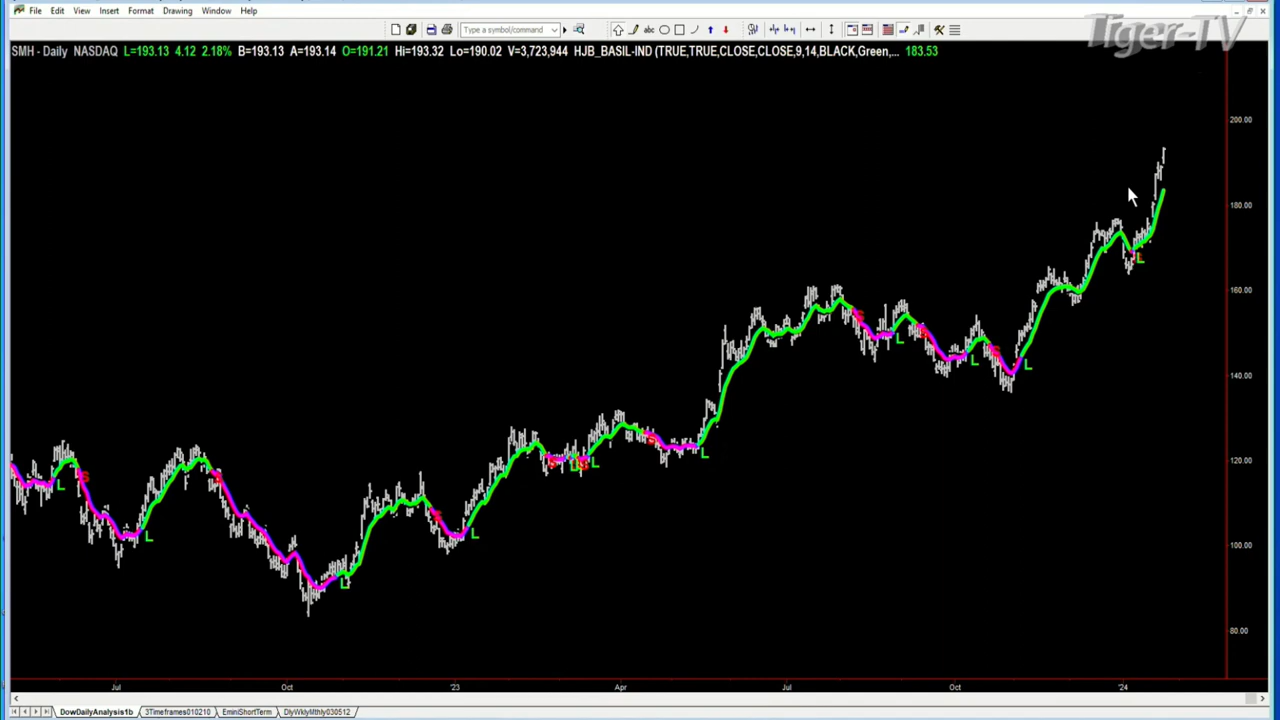 File Edit View Insert Format Drawing Window Help
Type a symbol/command
abc
Tiger-TV
SMH - Daily NASDAQ L=193.13 4.12 2.18% B=193.13 A=193.14 O=191.21 Hi=193.32 Lo=190.02 V=3,723,944 HJB_BASIL-IND (TRUE,TRUE,CLOSE,CLOSE,9,14,BLACK,Green,... 183.53
200.00
180.00
160.00
140.00
120.00
100.00
80.00
L S L S L S L S L S L S L S L S L S L L
Jul Oct '23 Apr Jul Oct '24
DowDailyAnalysis1b 3Timeframes010210 EminiShortTerm DlyWklyMthly030512